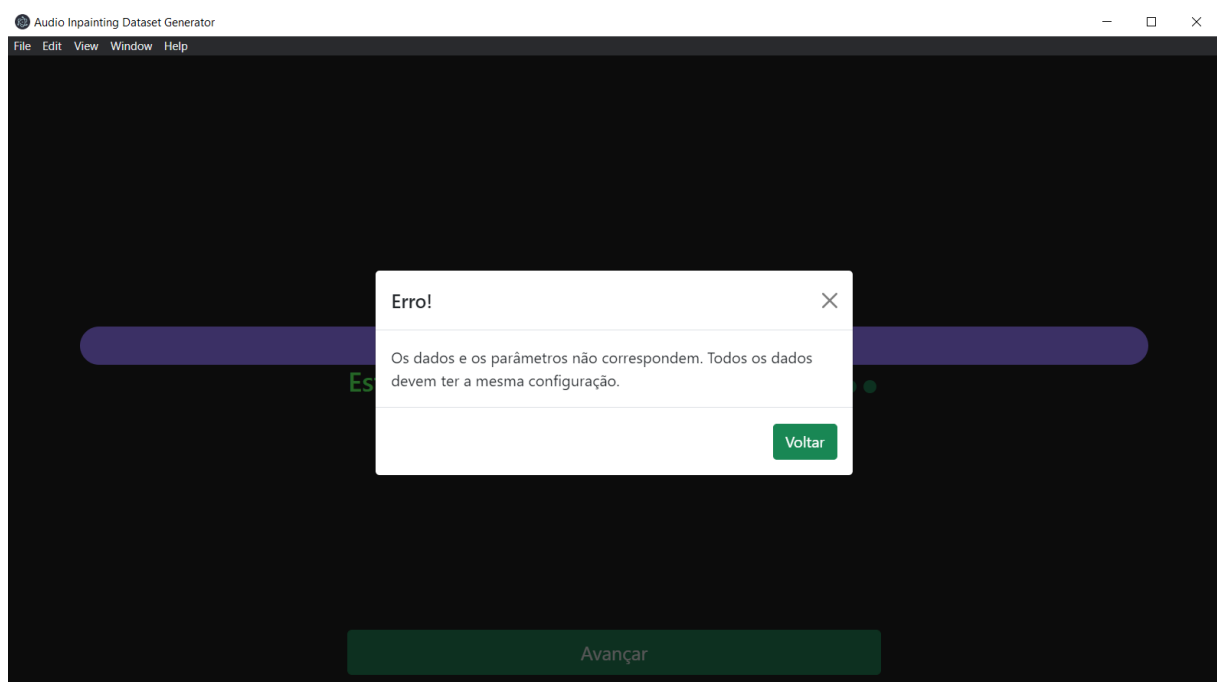 Audio Inpainting Dataset Generator
File Edit View Window Help
Erro!
Os dados e os parâmetros não correspondem. Todos os dados
devem ter a mesma configuração.
Voltar
Avançar